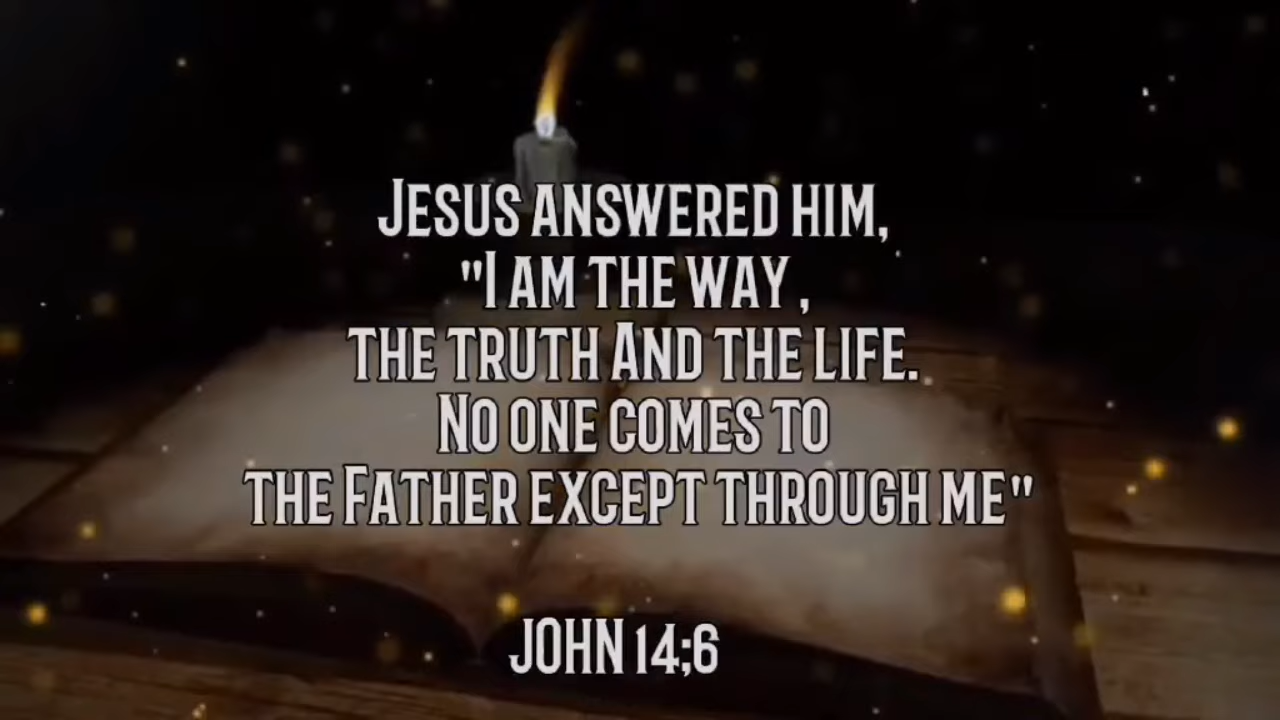 Jesus answered him,
"I am the way ,
the truth And the life.
No one comes to
the Father except through me"
JOHN 14;6